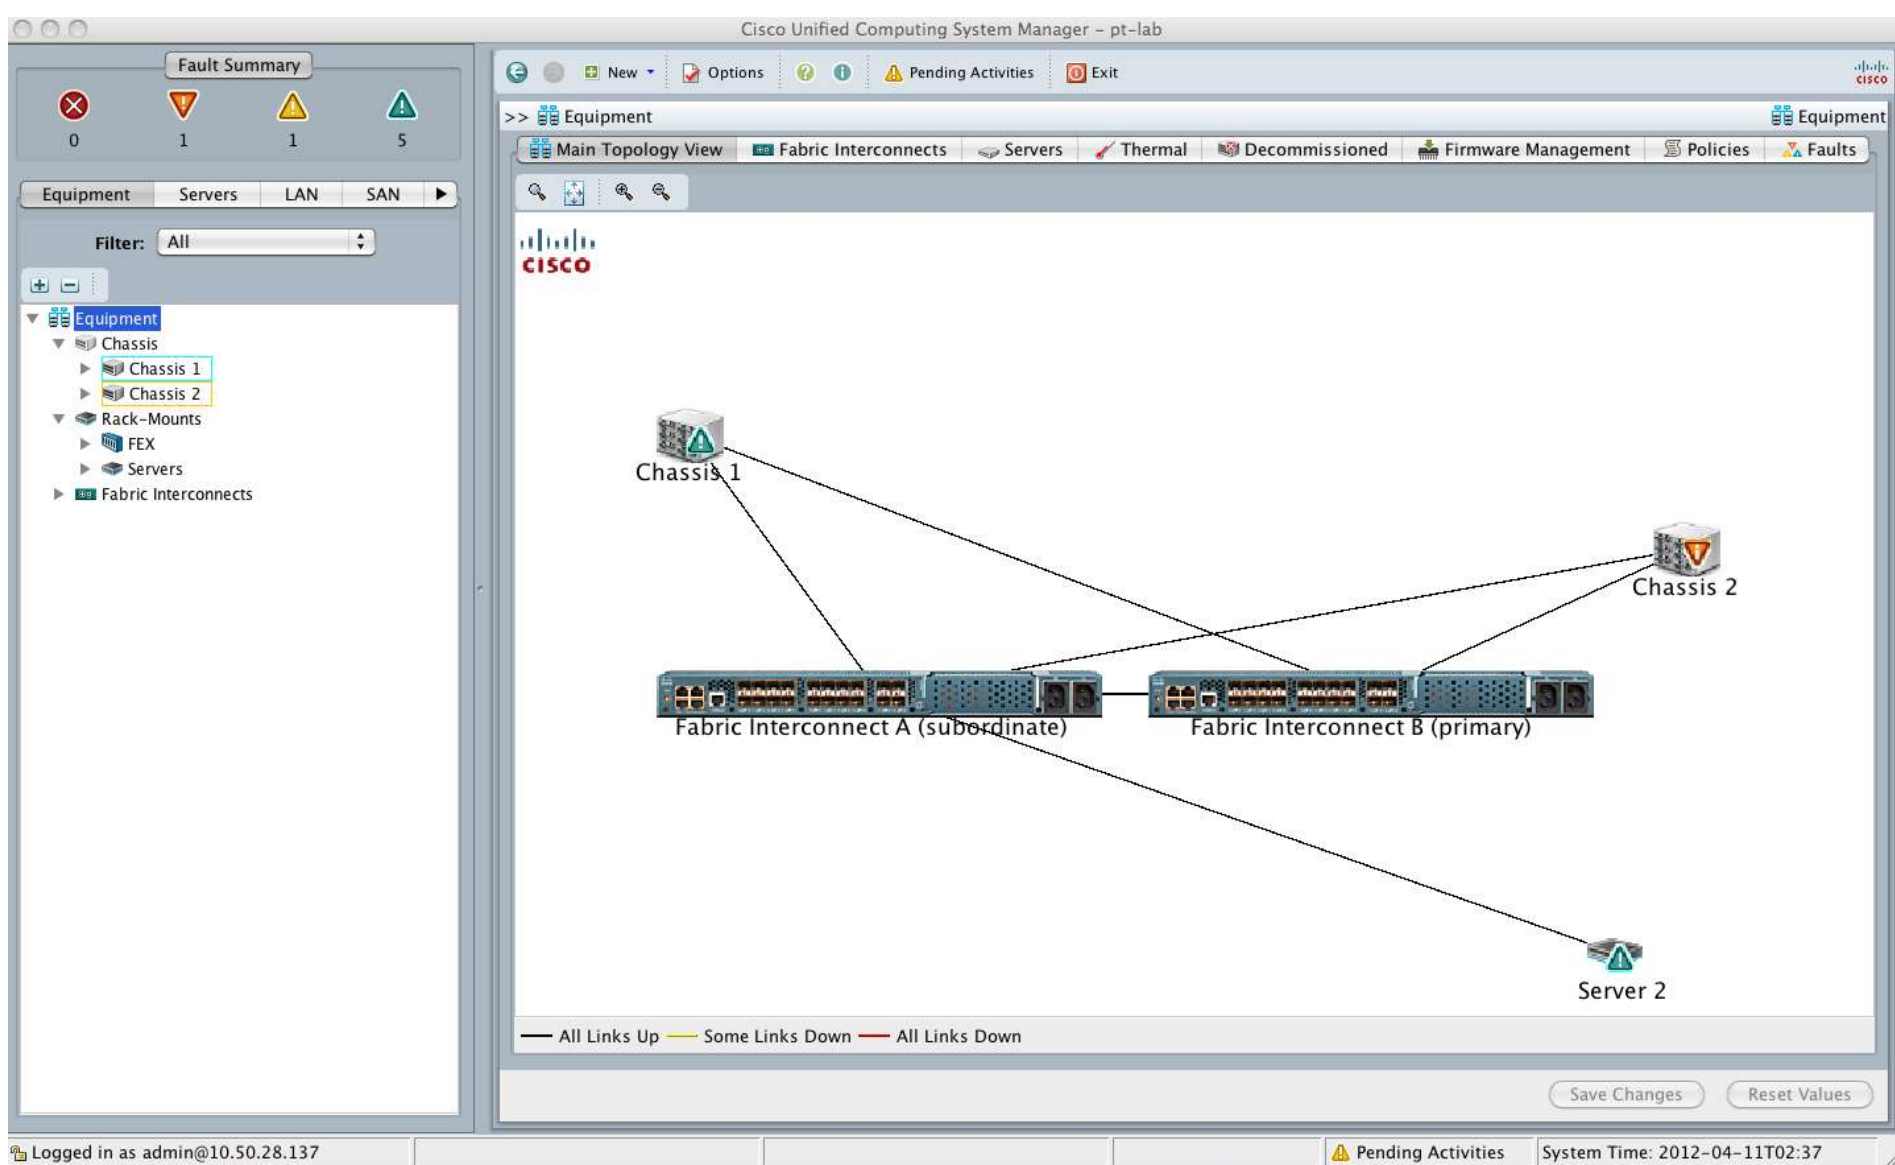 Cisco Unified Computing System Manager - pt-lab
Fault Summary
0 1 1 5
Equipment Servers LAN SAN
Filter: All
Equipment
Chassis
Chassis 1
Chassis 2
Rack-Mounts
FEX
Servers
Fabric Interconnects
New Options Pending Activities Exit
CISCO
>> Equipment Equipment
Main Topology View Fabric Interconnects Servers Thermal Decommissioned Firmware Management Policies Faults
CISCO
Chassis 1
Chassis 2
Fabric Interconnect A (subordinate) Fabric Interconnect B (primary)
Server 2
All Links Up Some Links Down All Links Down
Save Changes Reset Values
Logged in as admin@10.50.28.137 Pending Activities System Time: 2012-04-11T02:37